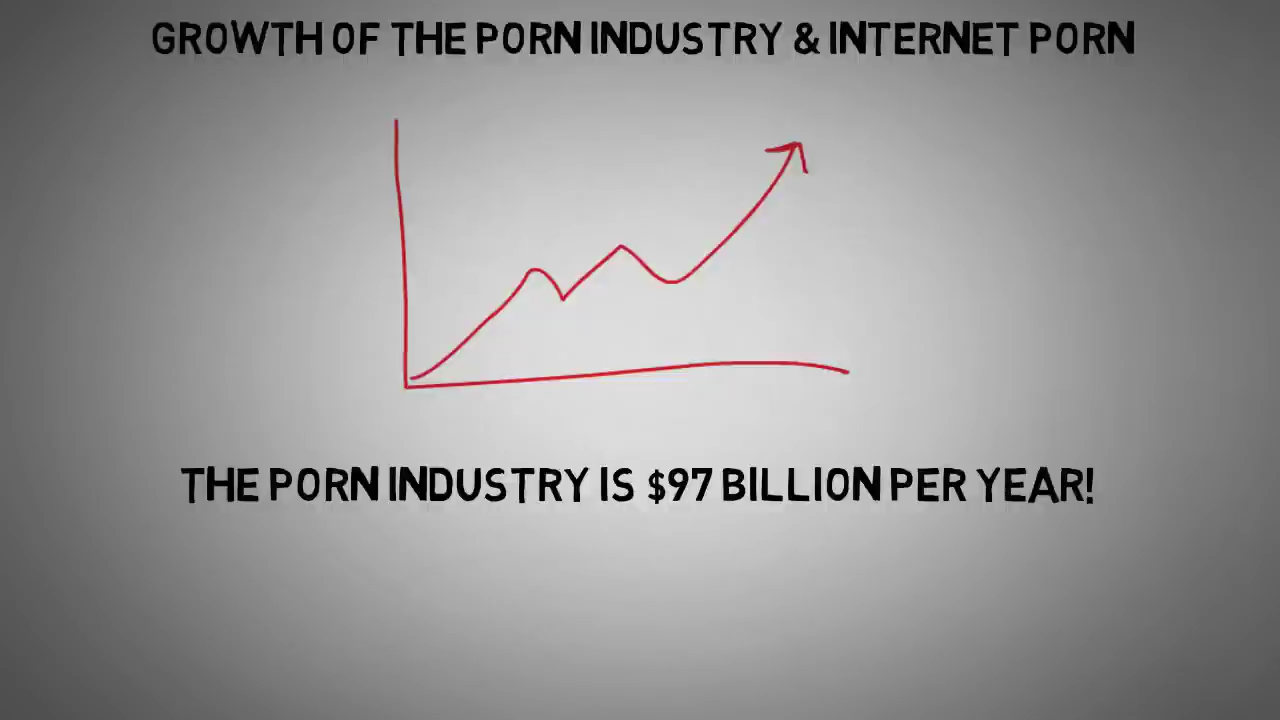 GROWTH OF THE PORN INDUSTRY & INTERNET PORN
THE PORN INDUSTRY IS $97 BILLION PER YEAR!